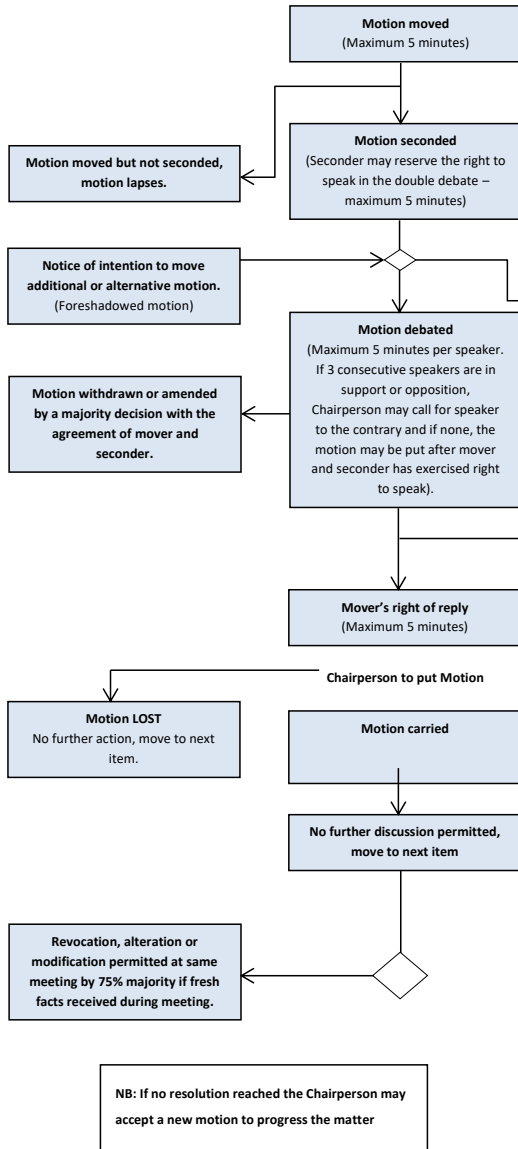 Motion moved
(Maximum 5 minutes)
Motion seconded
(Seconder may reserve the right to
speak in the double debate –
maximum 5 minutes)
Motion moved but not seconded,
motion lapses.
Notice of intention to move
additional or alternative motion.
(Foreshadowed motion)
Motion debated
(Maximum 5 minutes per speaker.
If 3 consecutive speakers are in
support or opposition,
Chairperson may call for speaker
to the contrary and if none, the
motion may be put after mover
and seconder has exercised right
to speak).
Motion withdrawn or amended
by a majority decision with the
agreement of mover and
seconder.
Mover’s right of reply
(Maximum 5 minutes)
Chairperson to put Motion
Motion LOST
No further action, move to next
item.
Motion carried
No further discussion permitted,
move to next item
Revocation, alteration or
modification permitted at same
meeting by 75% majority if fresh
facts received during meeting.
NB: If no resolution reached the Chairperson may
accept a new motion to progress the matter